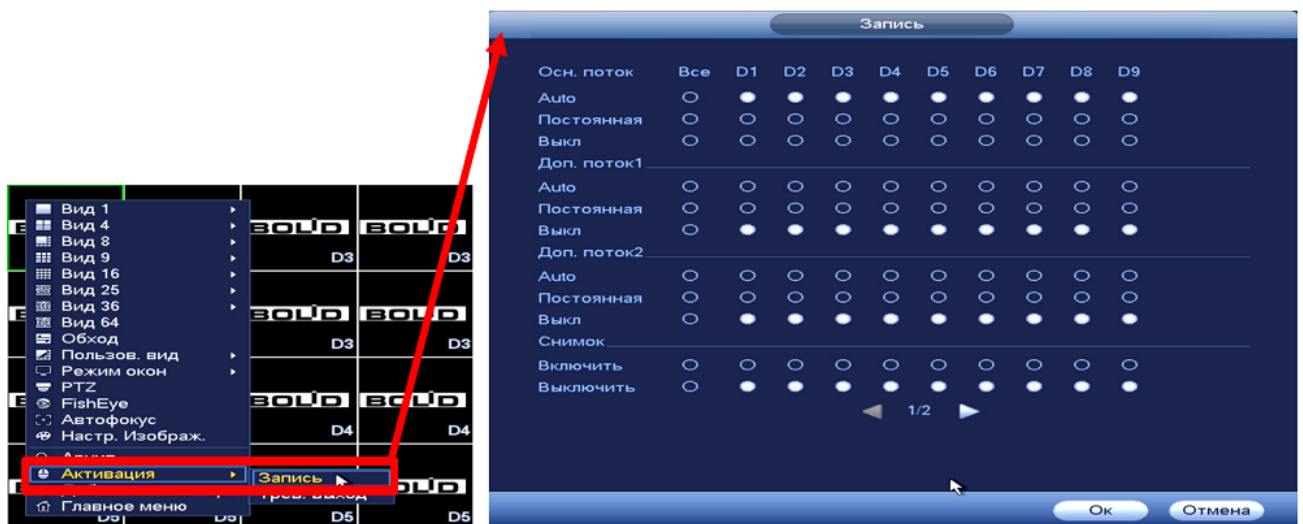 Вид 1
Вид 4
Вид 8
Вид 9
Вид 16
Вид 25
Вид 36
Вид 64
Обход
Пользов. вид
Режим окон
PTZ
FishEye
Автофокус
Настр. Изображ.
Активация
Главное меню
Запись
Трев. выход
BOLID BOLID
D3 D3
BOLID BOLID
D3 D3
BOLID BOLID
D4 D4
D5 D5 D5 D5
Запись
Осн. поток Все D1 D2 D3 D4 D5 D6 D7 D8 D9
Auto
Постоянная
Выкл
Доп. поток1
Auto
Постоянная
Выкл
Доп. поток2
Auto
Постоянная
Выкл
Снимок
Включить
Выключить
1/2
Ок Отмена